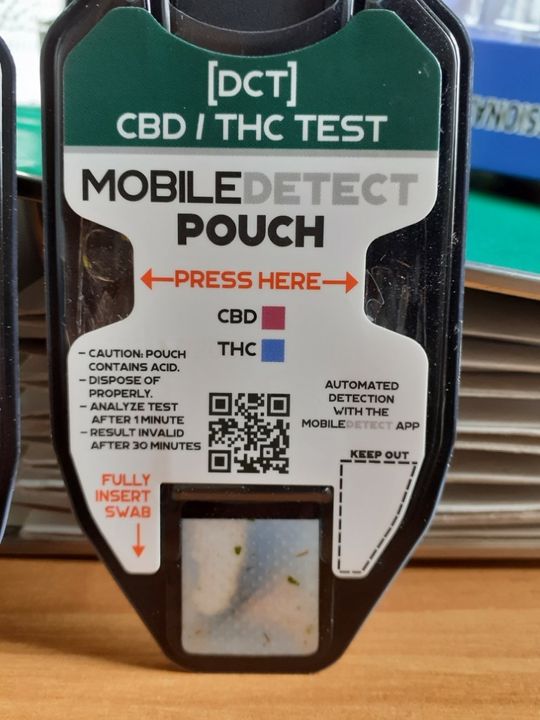 [DCT]
CBD / THC TEST
MOBILEDETECT
POUCH
←PRESS HERE→
CBD
THC
- CAUTION: POUCH
CONTAINS ACID.
- DISPOSE OF
PROPERLY.
- ANALYZE TEST
AFTER 1 MINUTE
- RESULT INVALID
AFTER 30 MINUTES
AUTOMATED
DETECTION
WITH THE
MOBILEDETECT APP
KEEP OUT
FULLY
INSERT
SWAB